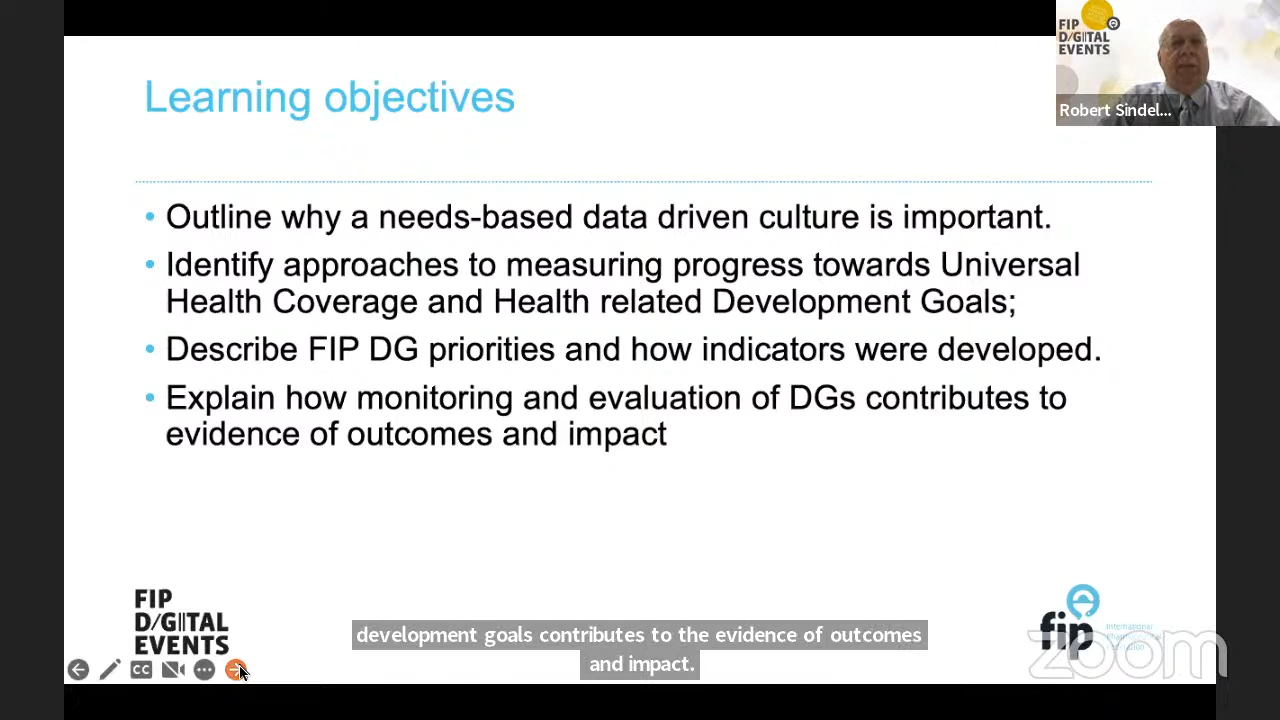 Learning objectives
FIP
D/GITAL
EVENTS
Robert Sindel...
• Outline why a needs-based data driven culture is important.
• Identify approaches to measuring progress towards Universal
Health Coverage and Health related Development Goals;
• Describe FIP DG priorities and how indicators were developed.
• Explain how monitoring and evaluation of DGs contributes to
evidence of outcomes and impact
FIP
D/GITAL
EVENTS
development goals contributes to the evidence of outcomes
and impact.
fip
International
zoom
CC